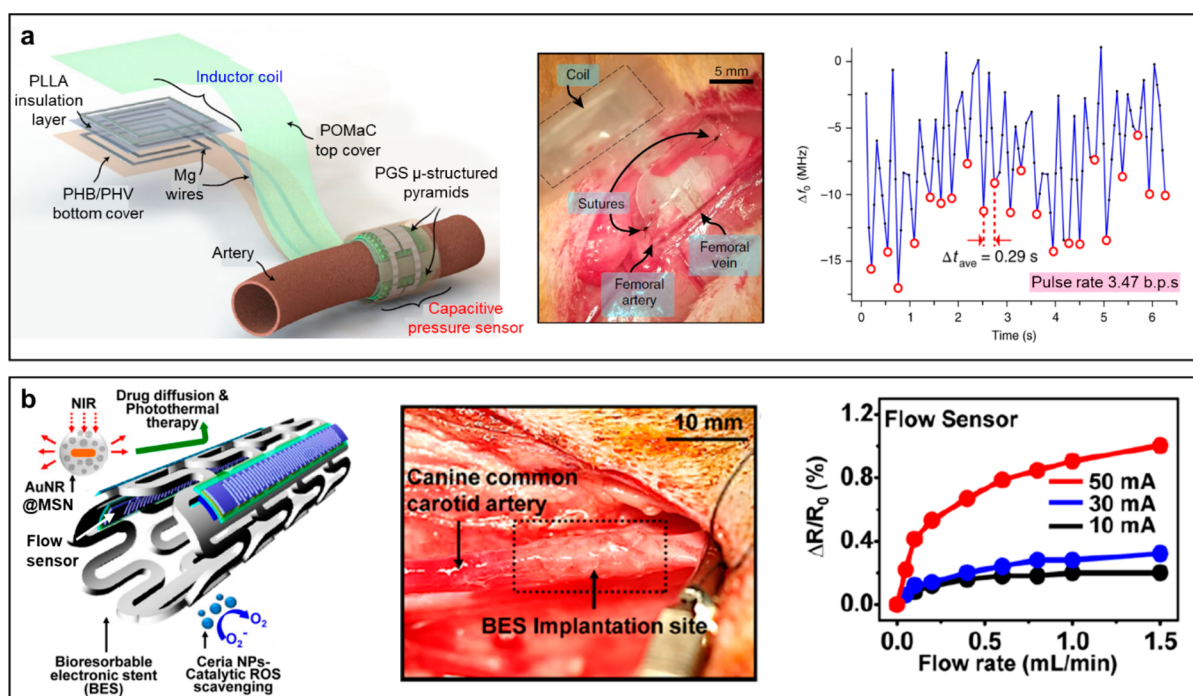 a
PLLA
insulation
layer
Inductor coil
POMaC
top cover
PHB/PHV
bottom cover
Mg
wires
PGS μ-structured
pyramids
Artery
Capacitive
pressure sensor
Coil
5 mm
Sutures
Femoral
vein
Femoral
artery
Δf₀ (MHz)
0
−5
−10
−15
Δt_ave = 0.29 s
Pulse rate 3.47 b.p.s
0 1 2 3 4 5 6
Time (s)
b
NIR
Drug diffusion &
Photothermal
therapy
AuNR
@MSN
Flow
sensor
O₂
O₂⁻
Bioresorbable
electronic stent
(BES)
Ceria NPs-
Catalytic ROS
scavenging
10 mm
Canine common
carotid artery
BES Implantation site
ΔR/R₀ (%)
1.2
0.8
0.4
0.0
Flow Sensor
50 mA
30 mA
10 mA
0.0 0.5 1.0 1.5
Flow rate (mL/min)